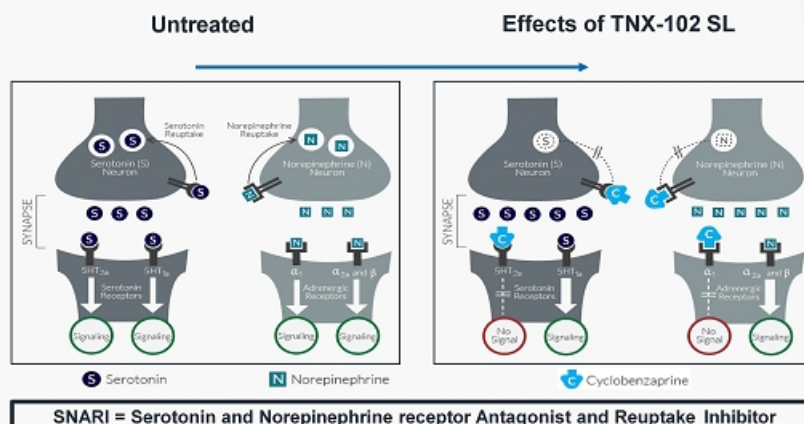 Untreated
Effects of TNX-102 SL
Serotonin
Reuptake
S
S
Serotonin (S)
Neuron
S
Norepinephrine
Reuptake
N
N
Norepinephrine (N)
Neuron
N
SYNAPSE
S S S
N N N
S
S
N
N
5HT2a
5HT1a
Serotonin
Receptors
α1
α2a and β
Adrenergic
Receptors
Signaling
Signaling
Signaling
Signaling
S
Serotonin (S)
Neuron
C
N
Norepinephrine (N)
Neuron
C
SYNAPSE
S S S S S
N N N N N
C
S
C
N
5HT2a
5HT1a
Serotonin
Receptors
α1
α2a and β
Adrenergic
Receptors
No
Signal
Signaling
No
Signal
Signaling
S Serotonin
N Norepinephrine
C Cyclobenzaprine
SNARI = Serotonin and Norepinephrine receptor Antagonist and Reuptake Inhibitor